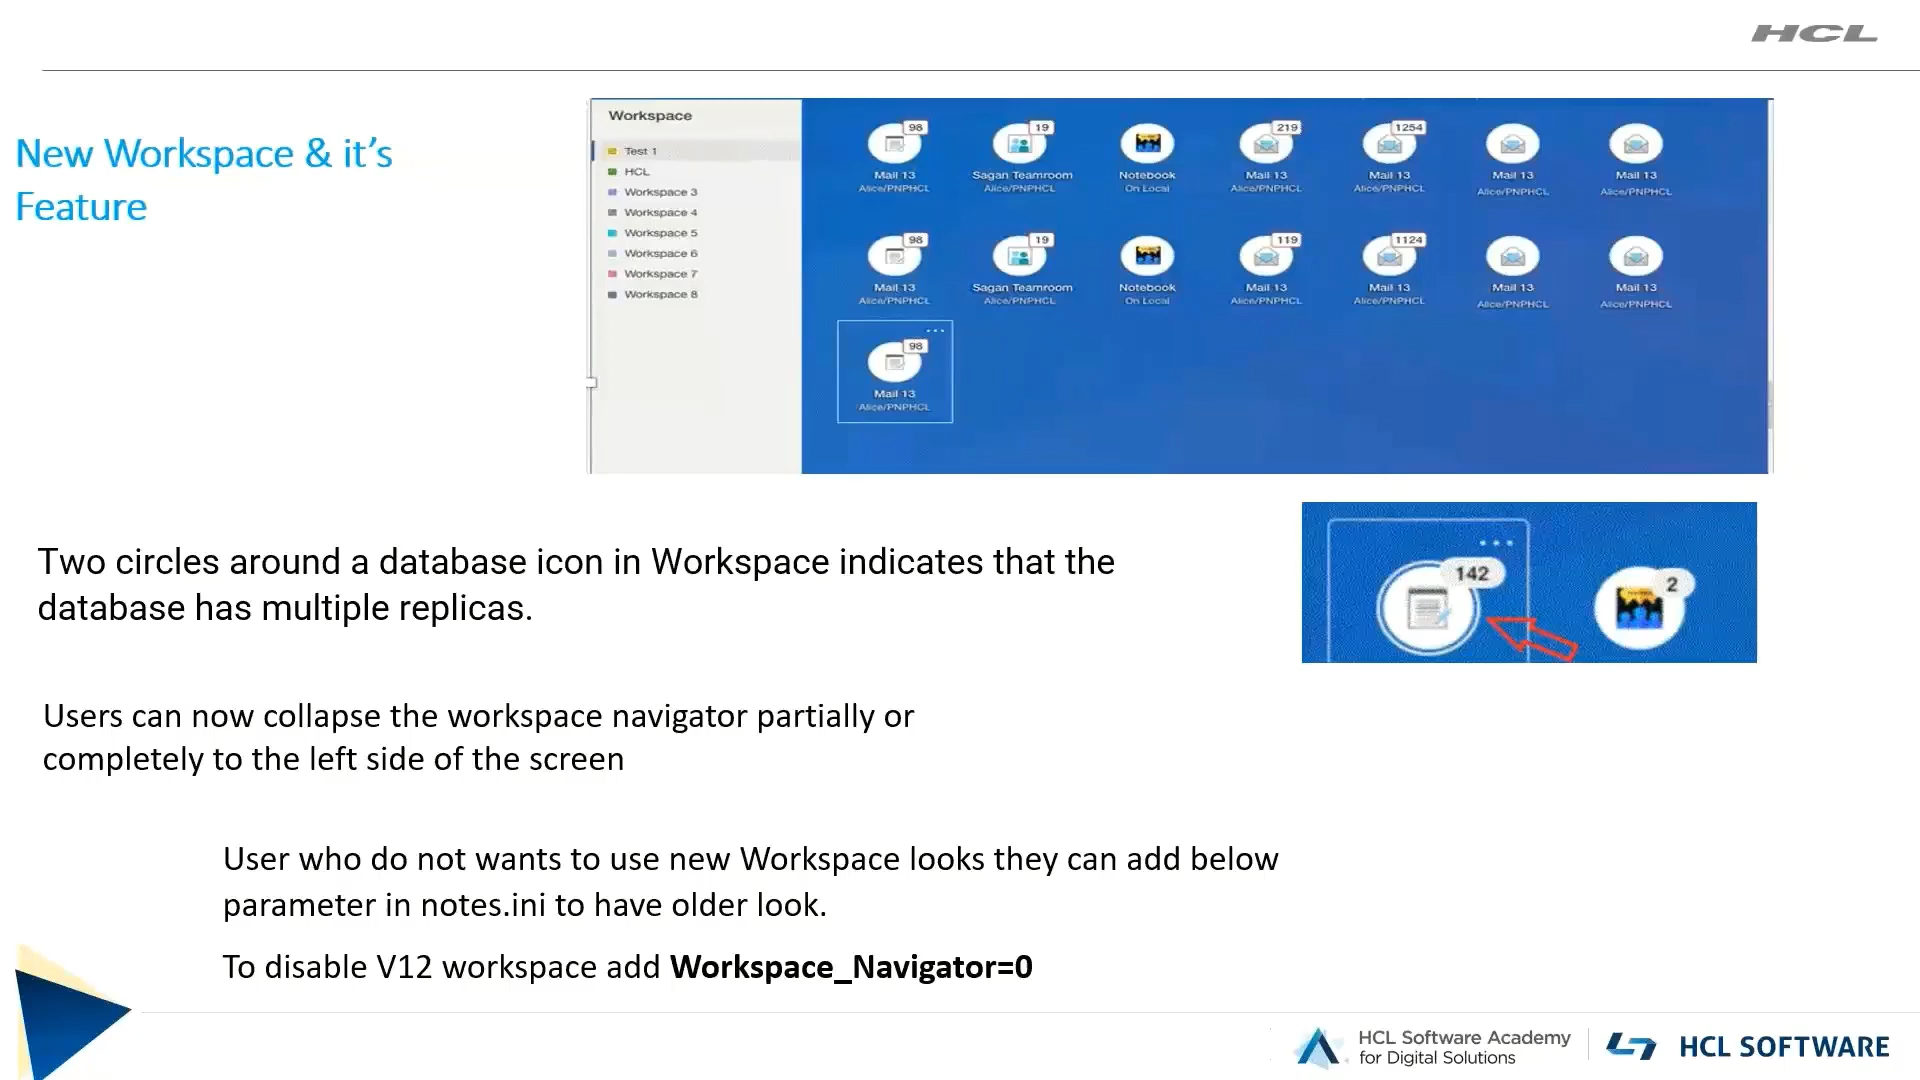 HCL
New Workspace & it’s
Feature
Workspace
Test 1
HCL
Workspace 3
Workspace 4
Workspace 5
Workspace 6
Workspace 7
Workspace 8
98 19 219 1254
Mail 13 Sagan Teamroom Notebook Mail 13 Mail 13 Mail 13 Mail 13
Alice/PNPHCL Alice/PNPHCL On Local Alice/PNPHCL Alice/PNPHCL Alice/PNPHCL Alice/PNPHCL
98 19 119 1124
Mail 13 Sagan Teamroom Notebook Mail 13 Mail 13 Mail 13 Mail 13
Alice/PNPHCL Alice/PNPHCL On Local Alice/PNPHCL Alice/PNPHCL Alice/PNPHCL Alice/PNPHCL
98
Mail 13
Alice/PNPHCL
142 2
Two circles around a database icon in Workspace indicates that the
database has multiple replicas.
Users can now collapse the workspace navigator partially or
completely to the left side of the screen
User who do not wants to use new Workspace looks they can add below
parameter in notes.ini to have older look.
To disable V12 workspace add Workspace_Navigator=0
HCL Software Academy
for Digital Solutions
HCL SOFTWARE